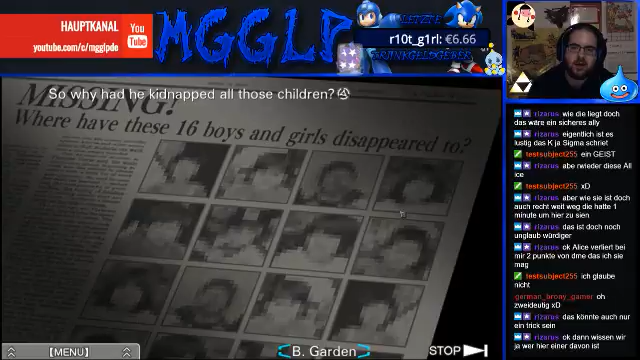 HAUPTKANAL
youtube.com/c/mgglpde
You
Tube
MGGLP
LETZTE
r10t_g1rl: €6.66
TRINKGELDGEBER
So why had he kidnapped all those children?
MISSING!
Where have these 16 boys and girls disappeared to?
[MENU]
B. Garden
STOP
rizarus: wie die liegt doch
das wäre ein sicheres ally
rizarus: eigentlich ist es
lustig das K ja Sigma schriet
testsubject255: ein GEIST
rizarus: abe rwieder diese All
ice
testsubject255: xD
rizarus: aber wie sie ist doch
auch recht weit weg die hatte 1
minute um hier zu sien
rizarus: das ist doch noch
unglaub würdiger
rizarus: ok Alice verliert bei
mir 2 punkte von dme das ich sie
mag
testsubject255: ich glaube
nicht
german_brony_gamer: oh
zweideutig xD
rizarus: das könnte auch nur
ein trick sein
rizarus: ok dann wissen wir
ja wer hier einer davon ist